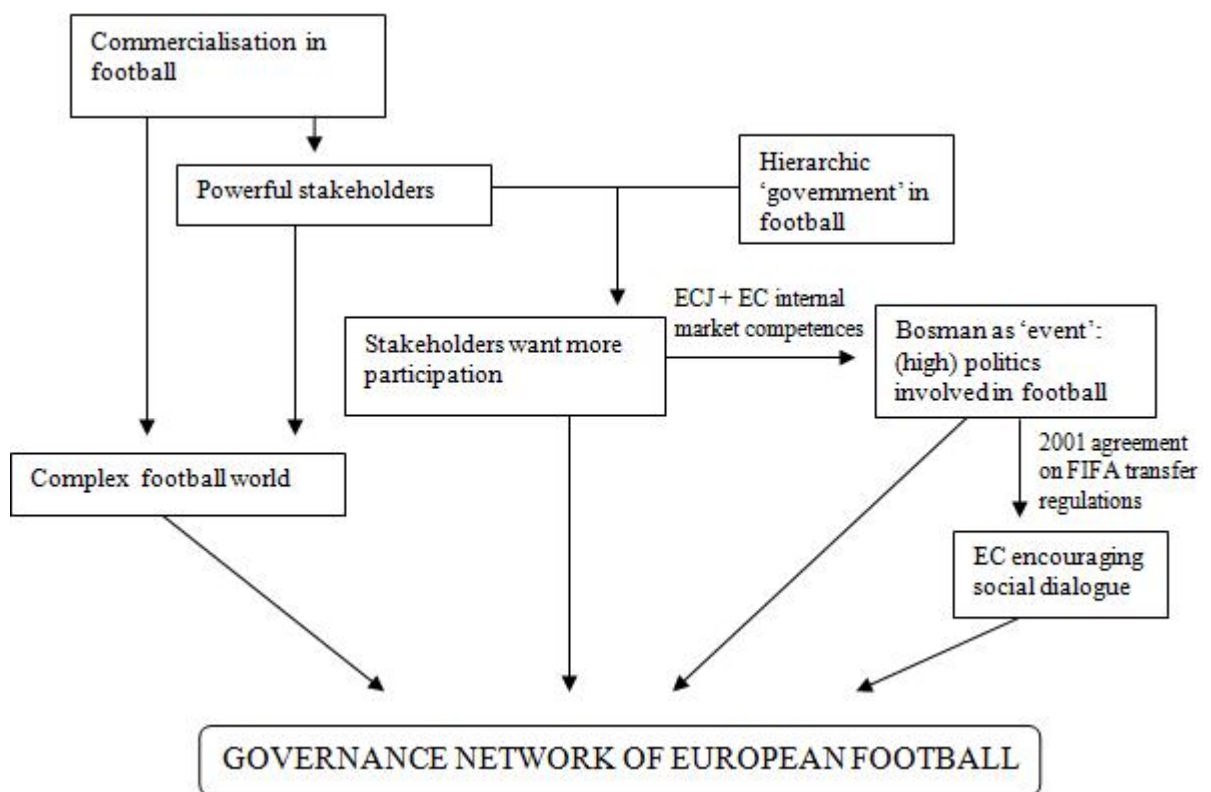 Commercialisation in
football
Powerful stakeholders
Hierarchic
‘government’ in
football
ECJ + EC internal
market competences
Stakeholders want more
participation
Bosman as ‘event’:
(high) politics
involved in football
2001 agreement
on FIFA transfer
regulations
Complex football world
EC encouraging
social dialogue
GOVERNANCE NETWORK OF EUROPEAN FOOTBALL